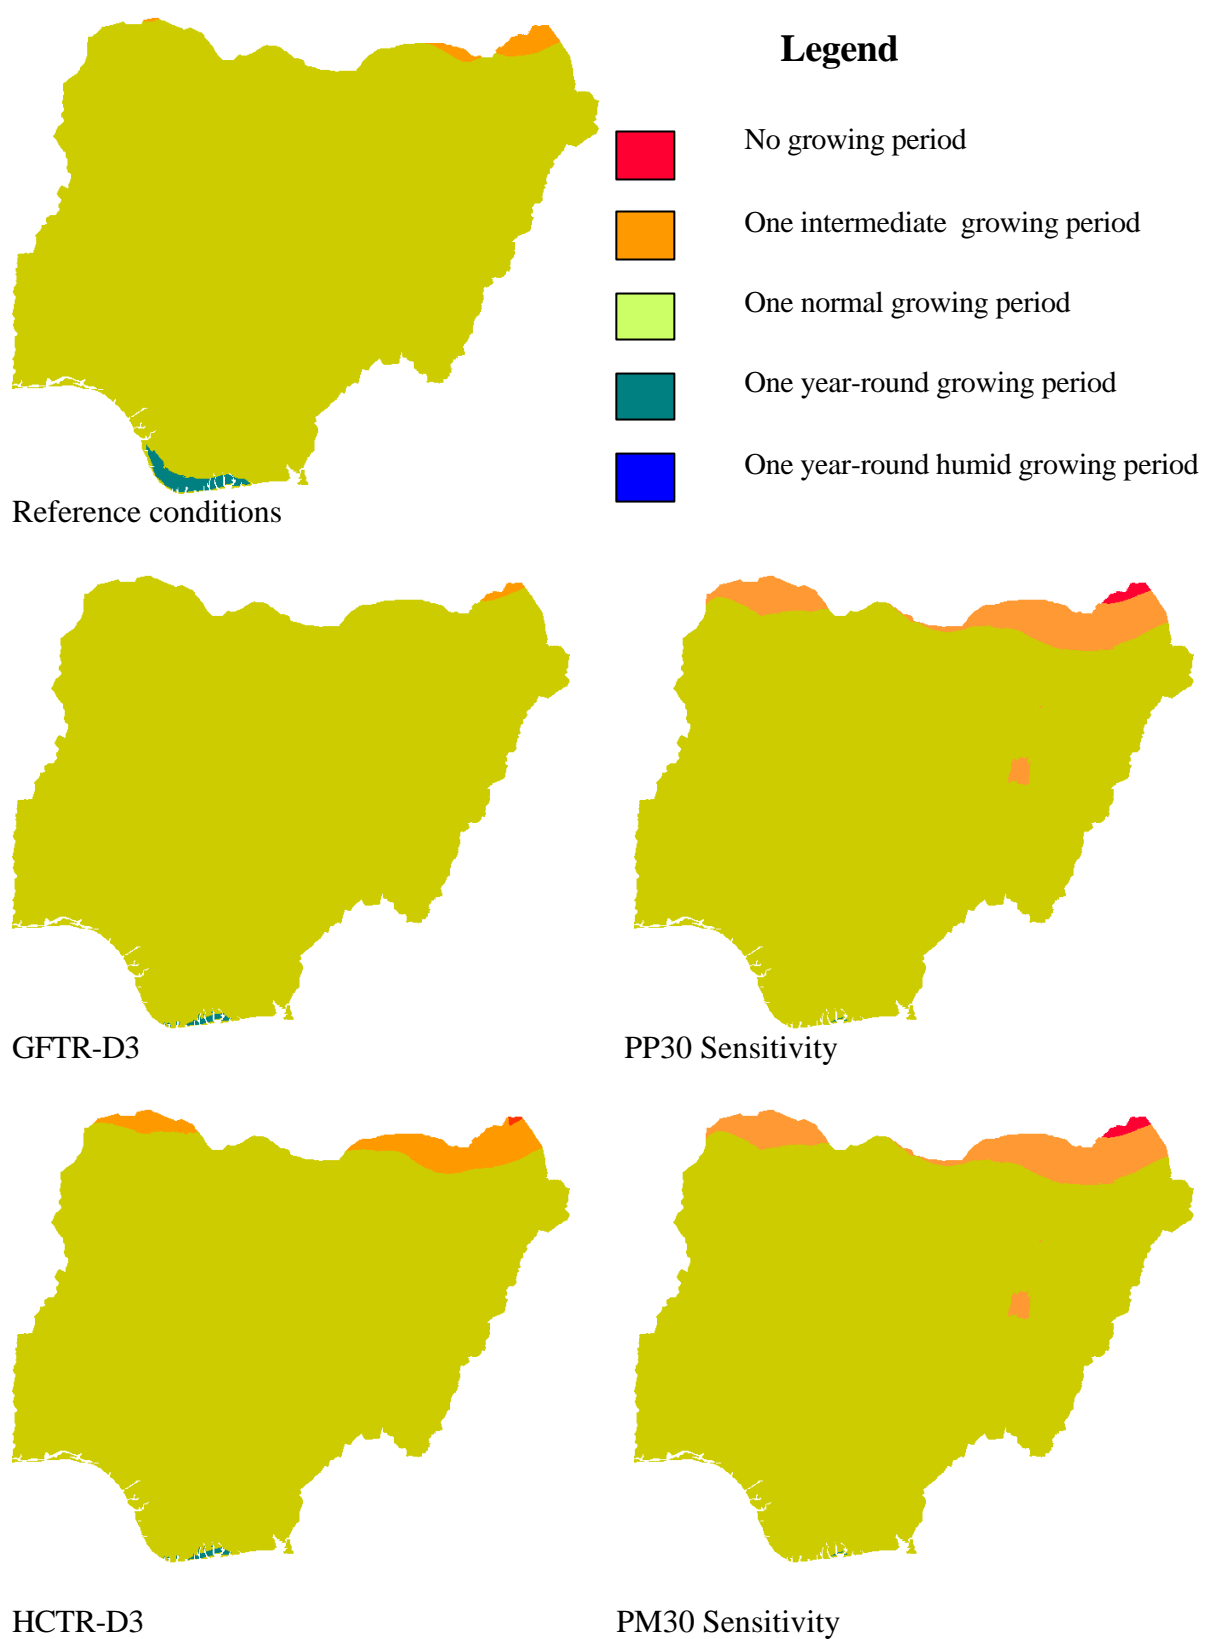 Legend
No growing period
One intermediate growing period
One normal growing period
One year-round growing period
One year-round humid growing period
Reference conditions
GFTR-D3
PP30 Sensitivity
HCTR-D3
PM30 Sensitivity